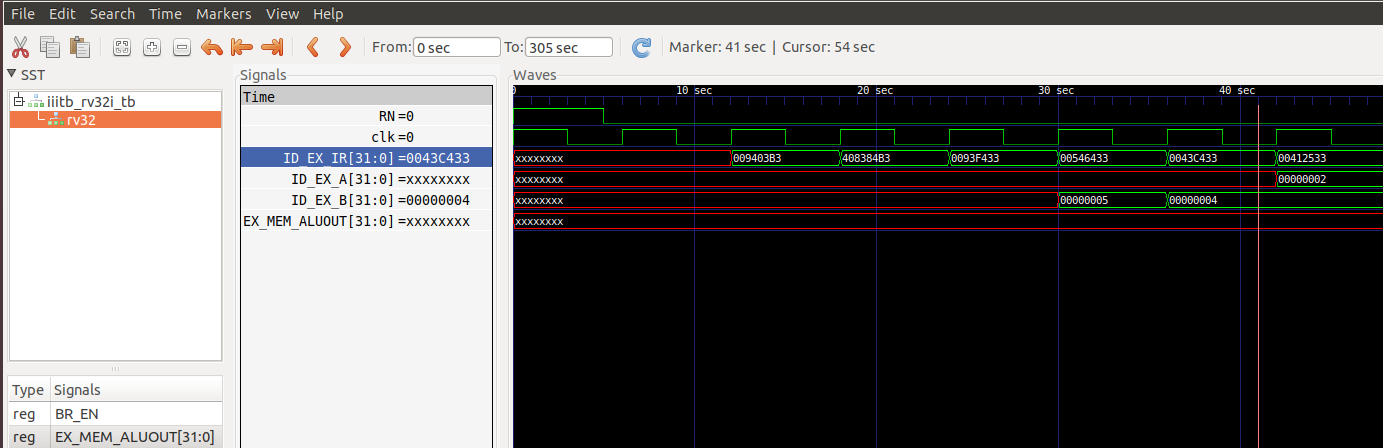 File Edit Search Time Markers View Help
From: 0 sec To: 305 sec Marker: 41 sec | Cursor: 54 sec
SST
iiitb_rv32i_tb
rv32
Type Signals
reg BR_EN
reg EX_MEM_ALUOUT[31:0]
Signals
Time
RN=0
clk=0
ID_EX_IR[31:0]=0043C433
ID_EX_A[31:0]=xxxxxxxx
ID_EX_B[31:0]=00000004
EX_MEM_ALUOUT[31:0]=xxxxxxxx
Waves
0 10 sec 20 sec 30 sec 40 sec
xxxxxxxx 009403B3 408384B3 0093F433 00546433 0043C433 00412533
xxxxxxxx 00000002
xxxxxxxx 00000005 00000004
xxxxxxxx